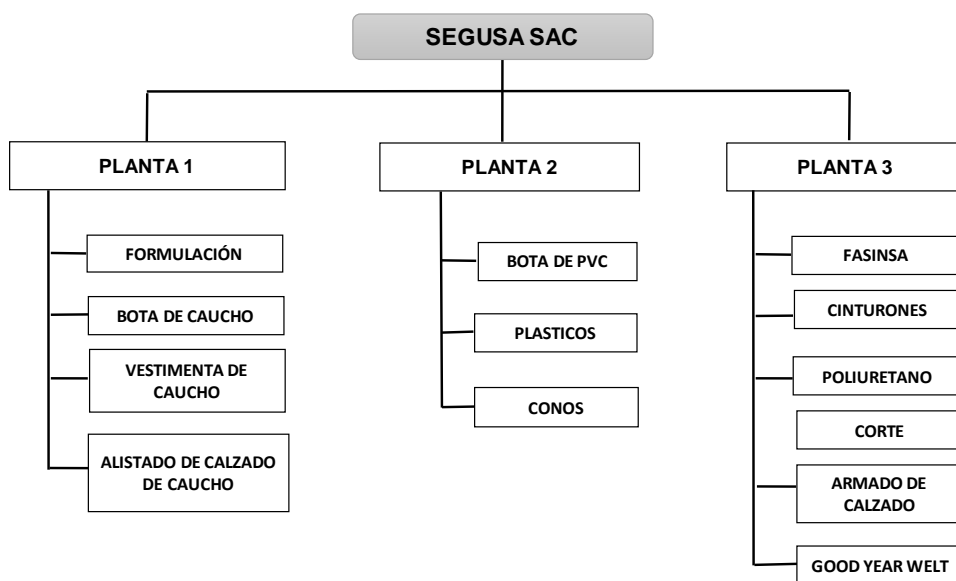 SEGUSA SAC
PLANTA 1
FORMULACIÓN
BOTA DE CAUCHO
VESTIMENTA DE
CAUCHO
ALISTADO DE CALZADO
DE CAUCHO
PLANTA 2
BOTA DE PVC
PLASTICOS
CONOS
PLANTA 3
FASINSA
CINTURONES
POLIURETANO
CORTE
ARMADO DE
CALZADO
GOOD YEAR WELT